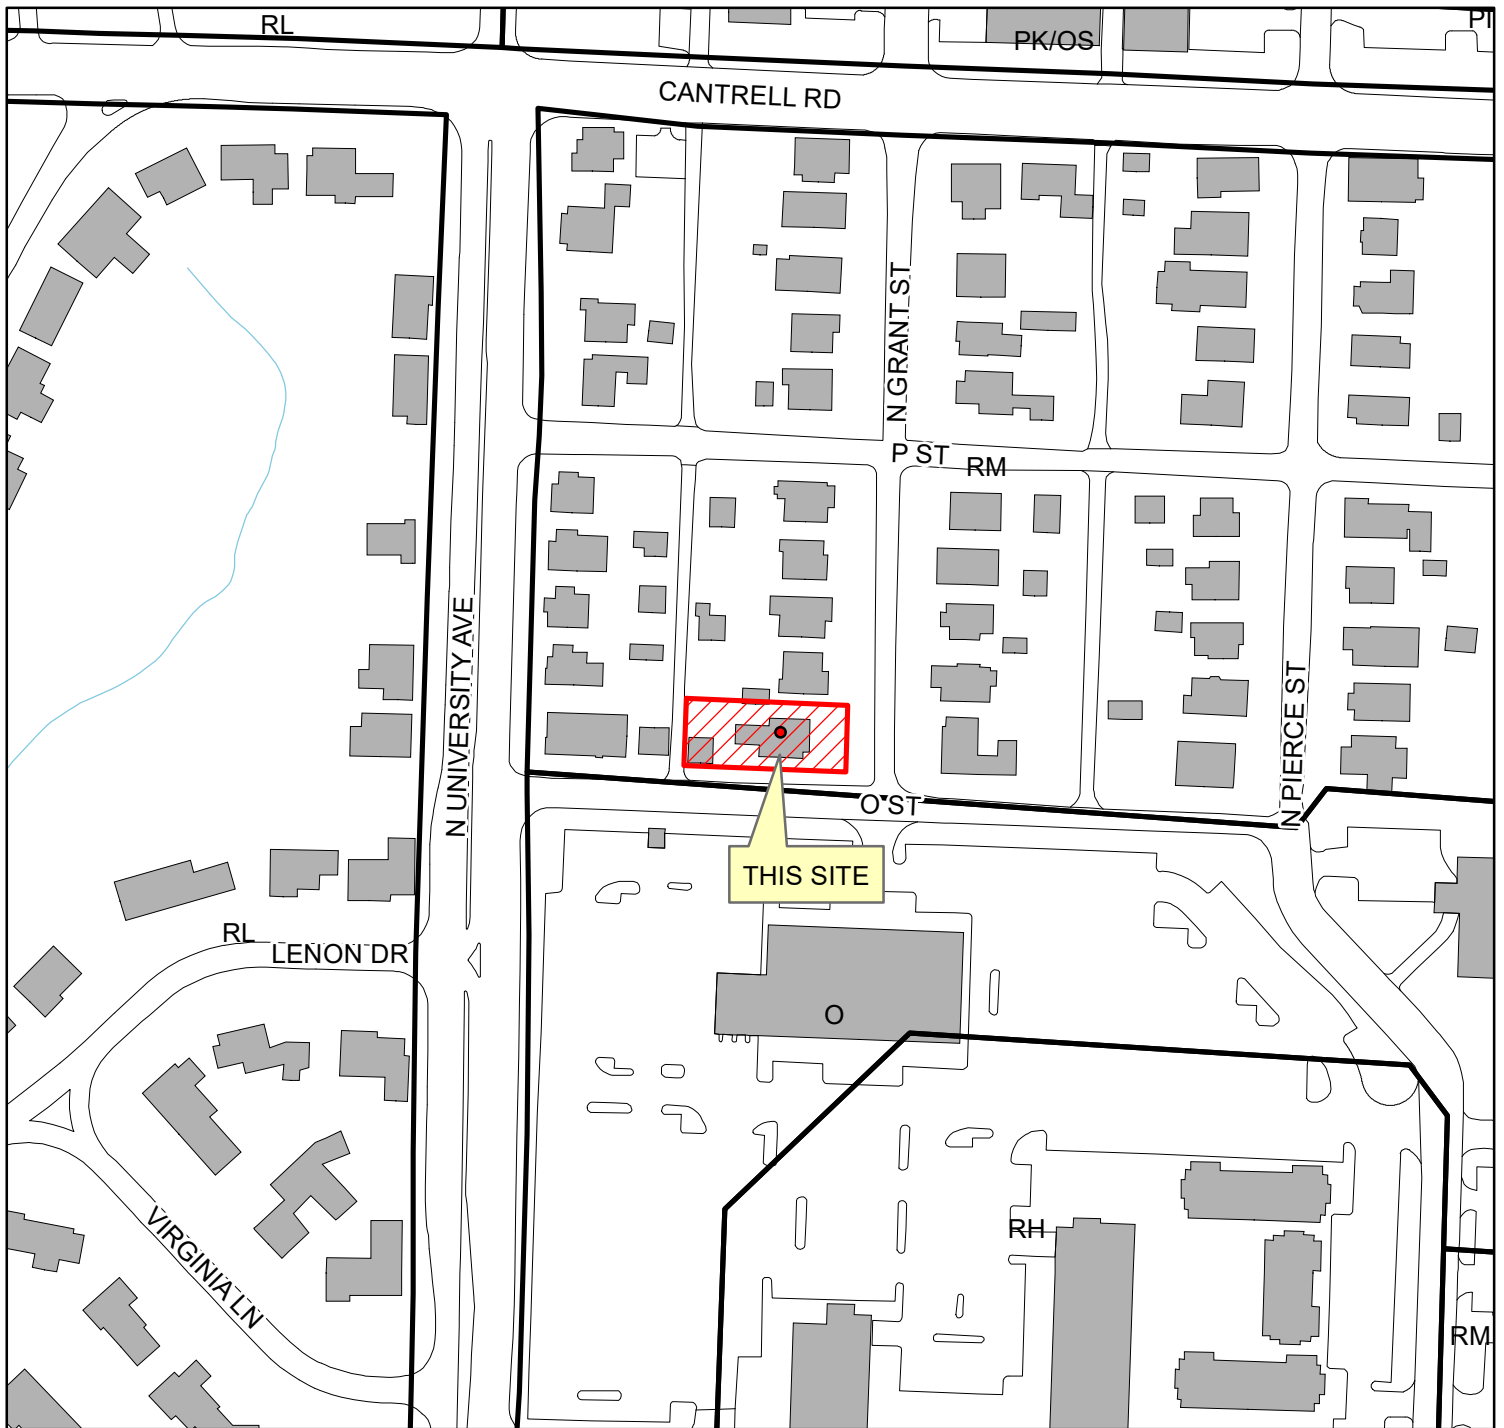 RL
PK/OS
CANTRELL RD
N GRANT ST
P ST
RM
N UNIVERSITY AVE
N PIERCE ST
O ST
THIS SITE
RL
LENON DR
O
RH
VIRGINIA LN
RM